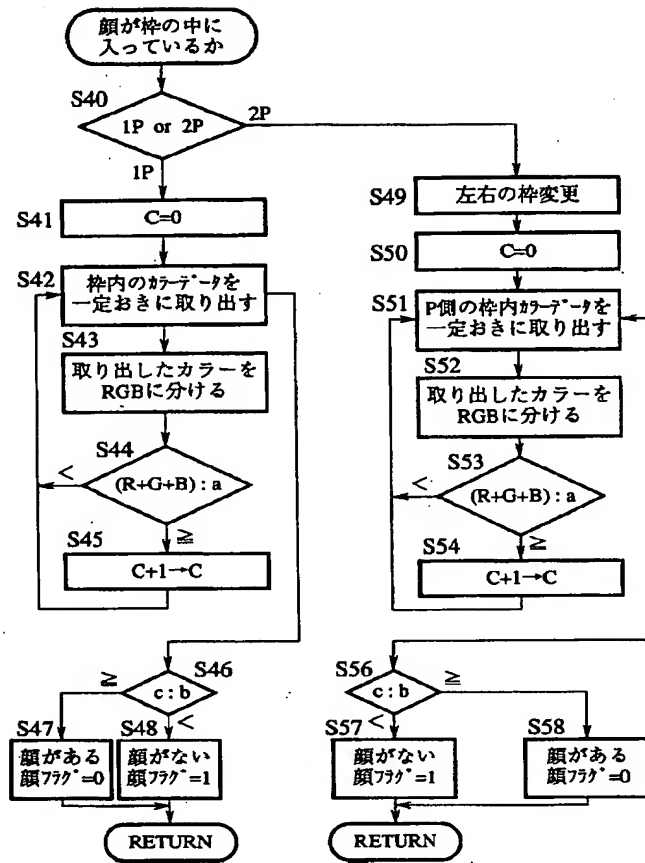 顔が枠の中に
入っているか
S40
1P or 2P
2P
1P
S41
C=0
S42
枠内のカラーデータを
一定おきに取り出す
S43
取り出したカラーを
RGBに分ける
S44
<
(R+G+B) : a
≧
S45
C+1→C
S46
≧
c : b
<
S47
顔がある
顔フラグ=0
S48
顔がない
顔フラグ=1
RETURN
S49
左右の枠変更
S50
C=0
S51
P側の枠内カラーデータを
一定おきに取り出す
S52
取り出したカラーを
RGBに分ける
S53
<
(R+G+B) : a
≧
S54
C+1→C
S56
c : b
≧
<
S57
顔がない
顔フラグ=1
S58
顔がある
顔フラグ=0
RETURN